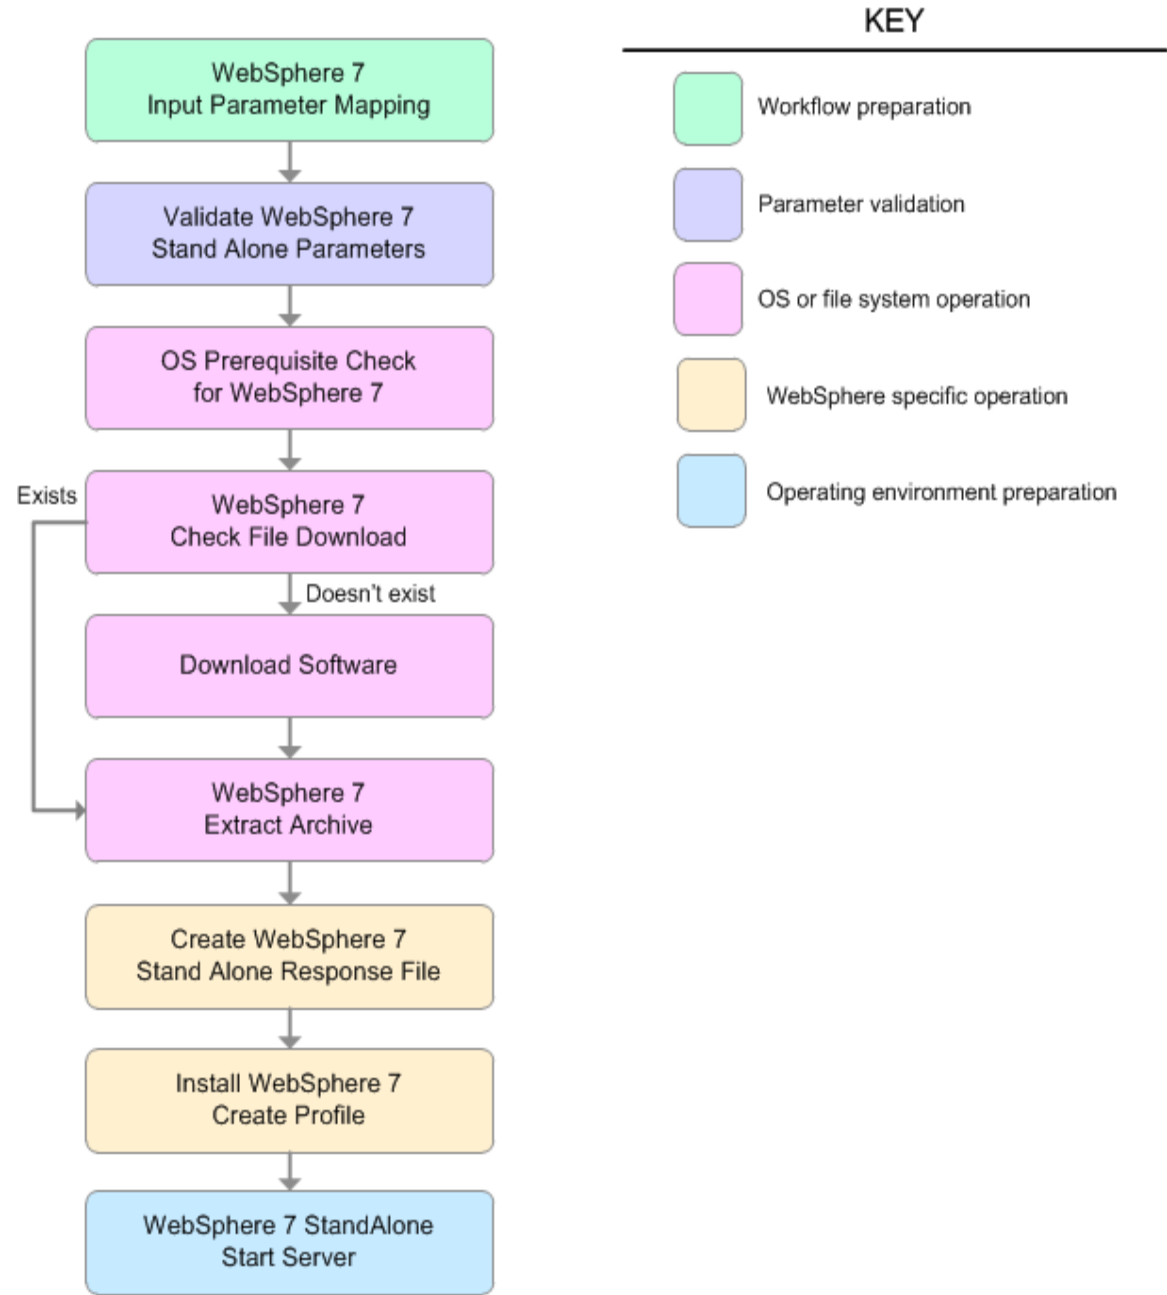 WebSphere 7
Input Parameter Mapping
Validate WebSphere 7
Stand Alone Parameters
OS Prerequisite Check
for WebSphere 7
Exists
WebSphere 7
Check File Download
Doesn't exist
Download Software
WebSphere 7
Extract Archive
Create WebSphere 7
Stand Alone Response File
Install WebSphere 7
Create Profile
WebSphere 7 StandAlone
Start Server
KEY
Workflow preparation
Parameter validation
OS or file system operation
WebSphere specific operation
Operating environment preparation